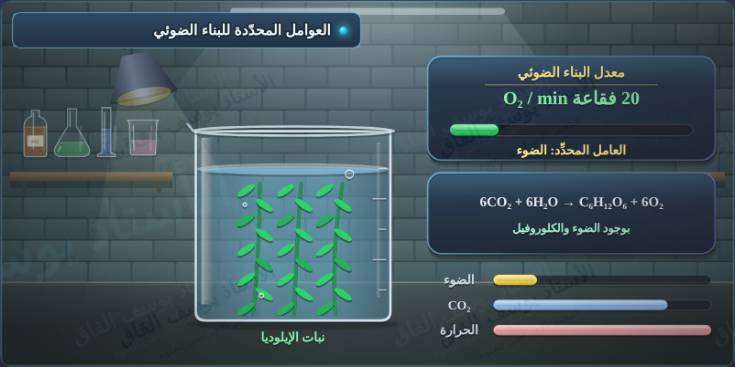 العوامل المحدّدة للبناء الضوئي
معدل البناء الضوئي
20 فقاعة O₂ / min
العامل المحدِّد: الضوء
6CO₂ + 6H₂O → C₆H₁₂O₆ + 6O₂
بوجود الضوء والكلوروفيل
الضوء
CO₂
الحرارة
نبات الإيلوديا